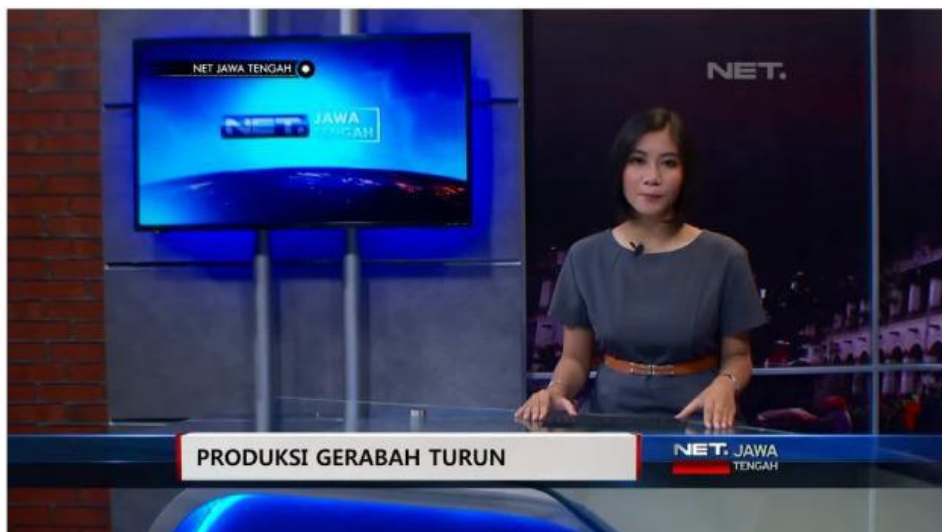 NET JAWA TENGAH
NET. JAWA
TENGAH
NET.
PRODUKSI GERABAH TURUN
NET. JAWA
TENGAH